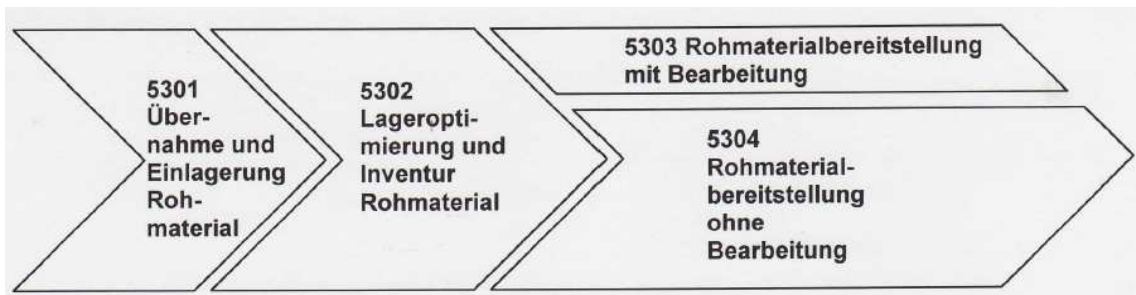 5301
Über-
nahme und
Einlagerung
Roh-
material
5302
Lageropti-
mierung und
Inventur
Rohmaterial
5303 Rohmaterialbereitstellung
mit Bearbeitung
5304
Rohmaterial-
bereitstellung
ohne
Bearbeitung